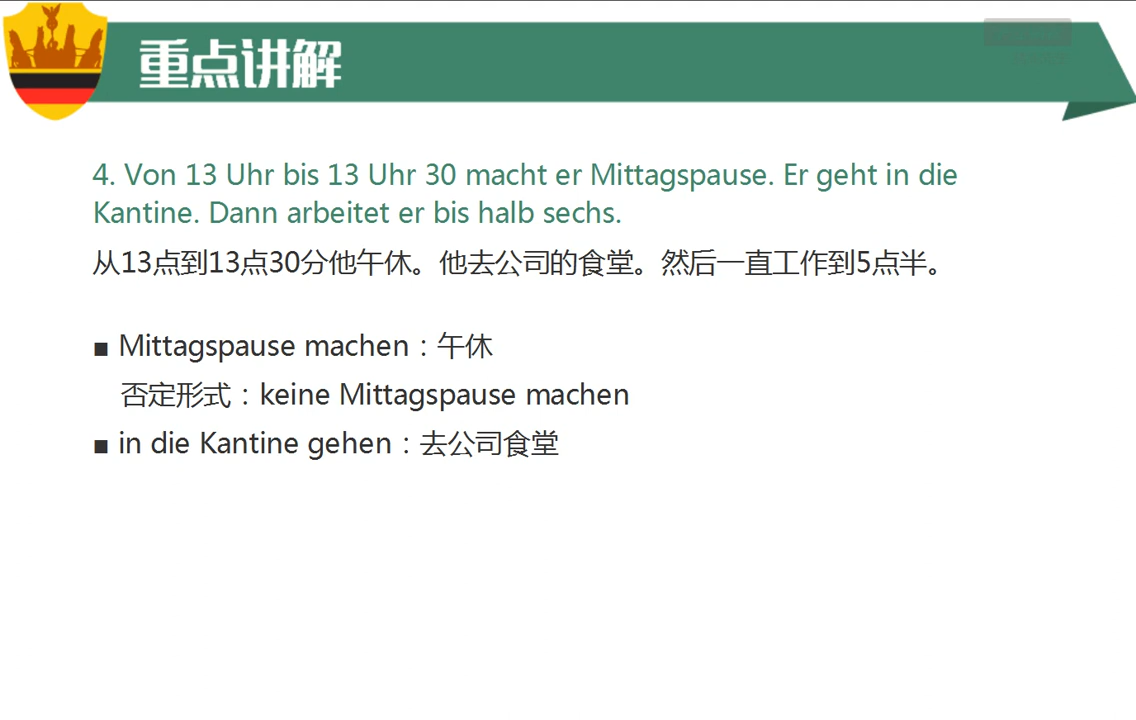 重点讲解
4. Von 13 Uhr bis 13 Uhr 30 macht er Mittagspause. Er geht in die
Kantine. Dann arbeitet er bis halb sechs.
从13点到13点30分他午休。他去公司的食堂。然后一直工作到5点半。
■ Mittagspause machen：午休
否定形式：keine Mittagspause machen
■ in die Kantine gehen：去公司食堂